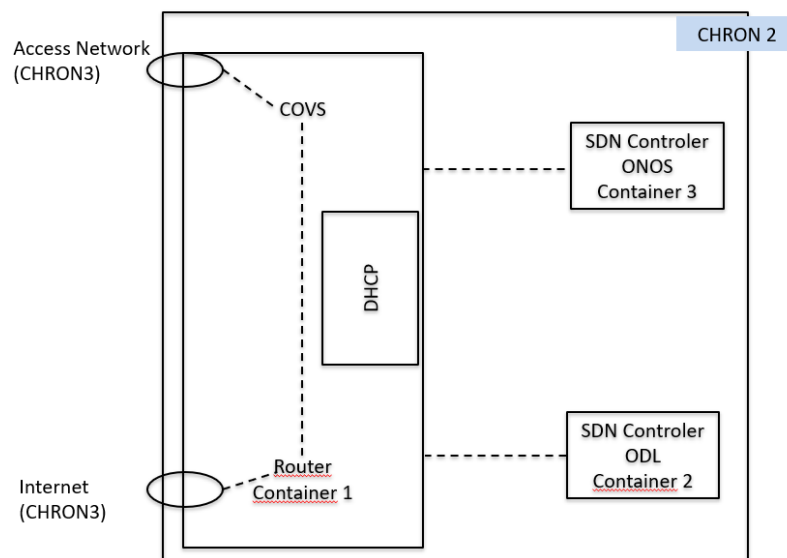 CHRON 2
Access Network
(CHRON3)
COVS
SDN Controler
ONOS
Container 3
DHCP
SDN Controler
ODL
Container 2
Router
Container 1
Internet
(CHRON3)